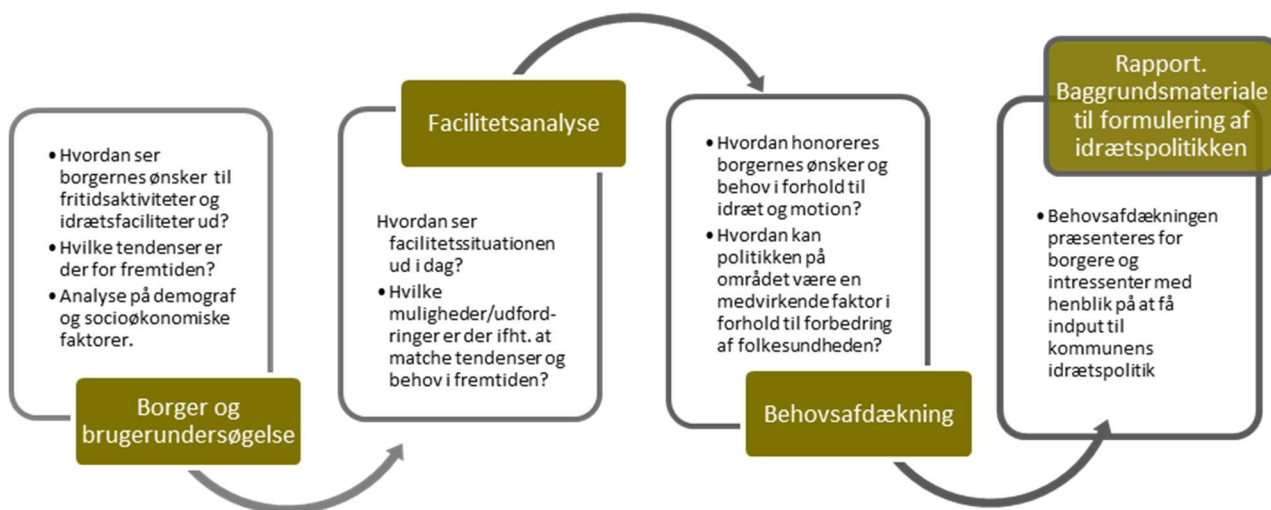 • Hvordan ser
borgernes ønsker til
fritidsaktiviteter og
idrætsfaciliteter ud?
• Hvilke tendenser er
der for fremtiden?
• Analyse på demograf
og socioøkonomiske
faktorer.
Borger og
brugerundersøgelse
Facilitetsanalyse
Hvordan ser
facilitetssituationen
ud i dag?
• Hvilke
muligheder/udford-
ringer er der ifht. at
matche tendenser og
behov i fremtiden?
• Hvordan honoreres
borgernes ønsker og
behov i forhold til
idræt og motion?
• Hvordan kan
politikken på
området være en
medvirkende faktor i
forhold til forbedring
af folkesundheden?
Behovsafdækning
Rapport.
Baggrundsmateriale
til formulering af
idrætspolitikken
• Behovsafdækningen
præsenteres for
borgere og
intressenter med
henblik på at få
indput til
kommunens
idrætspolitik